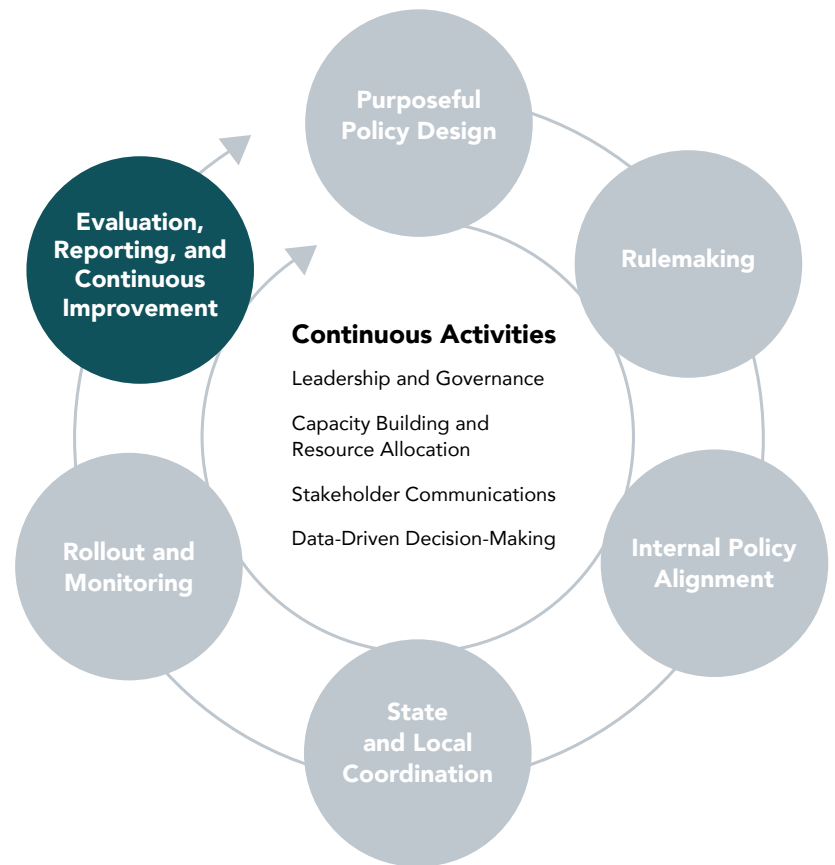 Purposeful
Policy Design
Rulemaking
Internal Policy
Alignment
State
and Local
Coordination
Rollout and
Monitoring
Evaluation,
Reporting, and
Continuous
Improvement
Continuous Activities
Leadership and Governance
Capacity Building and
Resource Allocation
Stakeholder Communications
Data-Driven Decision-Making